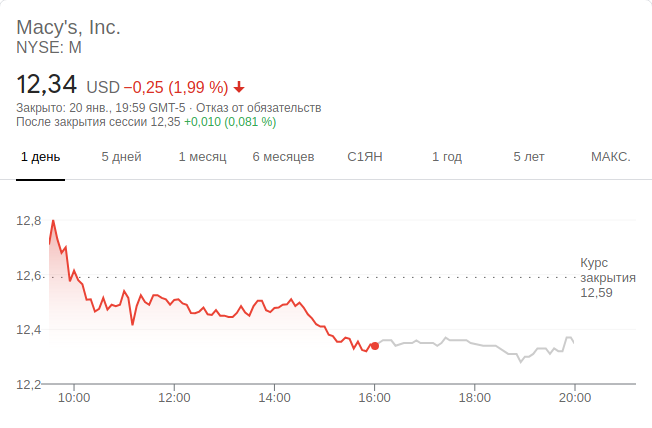 Macy's, Inc.
NYSE: M
12,34 USD −0,25 (1,99 %)
Закрыто: 20 янв., 19:59 GMT-5 · Отказ от обязательств
После закрытия сессии 12,35 +0,010 (0,081 %)
1 день 5 дней 1 месяц 6 месяцев С1ЯН 1 год 5 лет МАКС.
12,8
12,6
12,4
12,2
Курс
закрытия
12,59
10:00 12:00 14:00 16:00 18:00 20:00